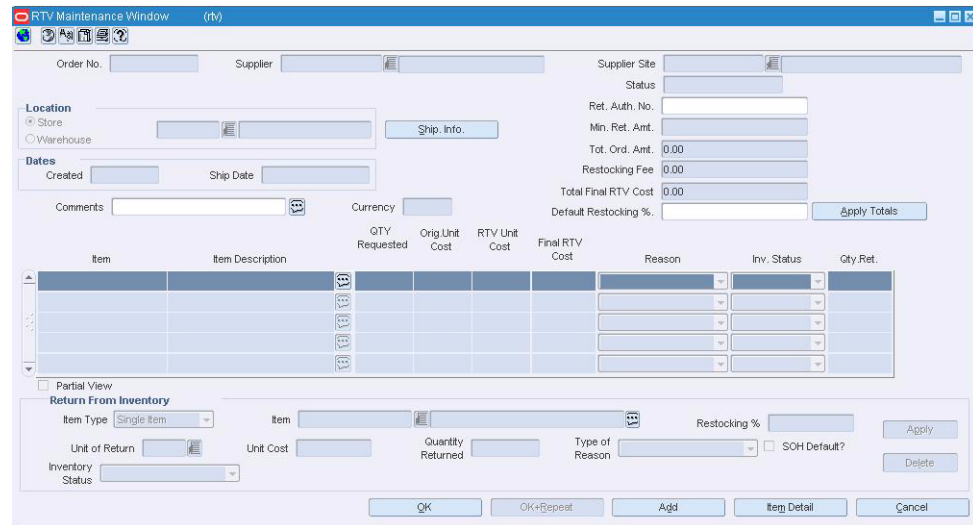 RTV Maintenance Window (rtv)
Order No. Supplier Supplier Site
Status
Location
Store
Warehouse
Ship. Info.
Ret. Auth. No.
Min. Ret. Amt.
Tot. Ord. Amt. 0.00
Dates
Created Ship Date
Restocking Fee 0.00
Total Final RTV Cost 0.00
Comments Currency Default Restocking %. Apply Totals
Item Item Description QTY Requested Orig.Unit Cost RTV Unit Cost Final RTV Cost Reason Inv. Status Qty.Ret.
Partial View
Return From Inventory
Item Type Single Item Item Restocking % Apply
Unit of Return Unit Cost Quantity Returned Type of Reason SOH Default?
Inventory Status Delete
OK OK+Repeat Add Item Detail Cancel